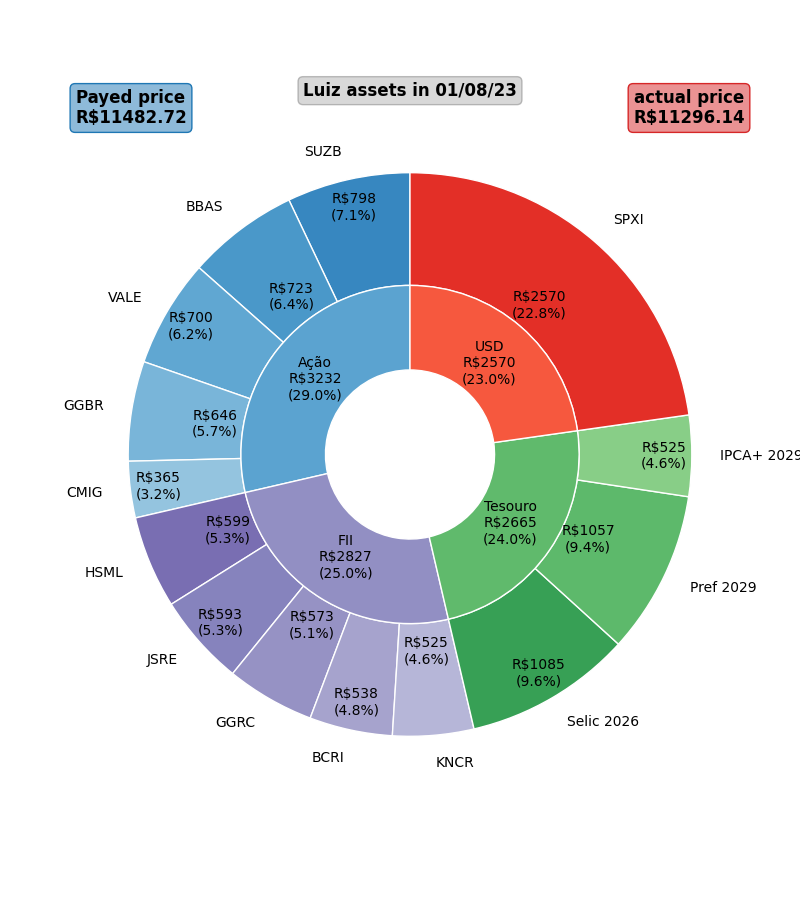 Payed price
R$11482.72
Luiz assets in 01/08/23
actual price
R$11296.14
SUZB
R$798
(7.1%)
BBAS
R$723
(6.4%)
VALE
R$700
(6.2%)
GGBR
R$646
(5.7%)
CMIG
R$365
(3.2%)
HSML
R$599
(5.3%)
JSRE
R$593
(5.3%)
GGRC
R$573
(5.1%)
BCRI
R$538
(4.8%)
KNCR
R$525
(4.6%)
Selic 2026
R$1085
(9.6%)
Pref 2029
R$1057
(9.4%)
IPCA+ 2029
R$525
(4.6%)
SPXI
R$2570
(22.8%)
USD
R$2570
(23.0%)
Ação
R$3232
(29.0%)
FII
R$2827
(25.0%)
Tesouro
R$2665
(24.0%)